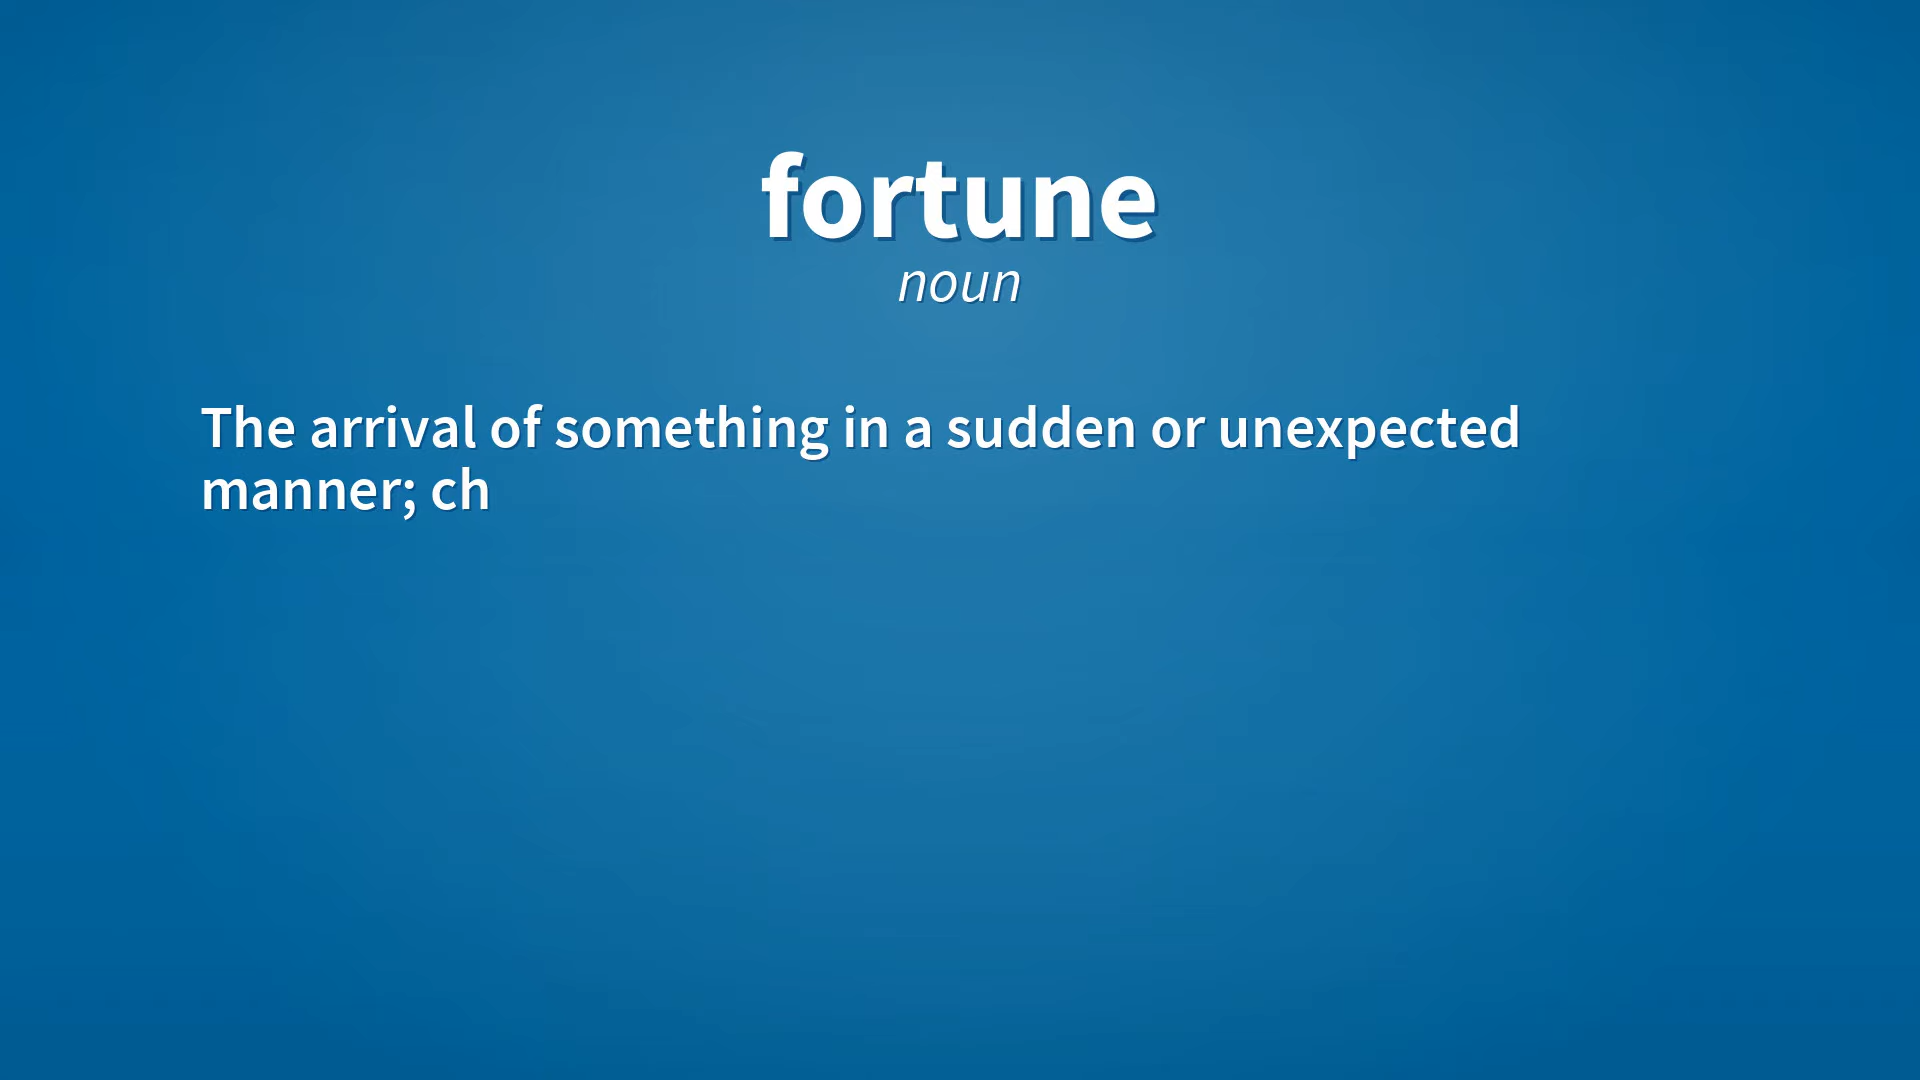 fortune
noun
The arrival of something in a sudden or unexpected
manner; ch